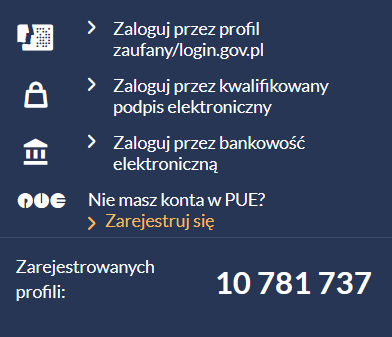 Zaloguj przez profil
zaufany/login.gov.pl
Zaloguj przez kwalifikowany
podpis elektroniczny
Zaloguj przez bankowość
elektroniczną
PUE Nie masz konta w PUE?
Zarejestruj się
Zarejestrowanych
profili:
10 781 737